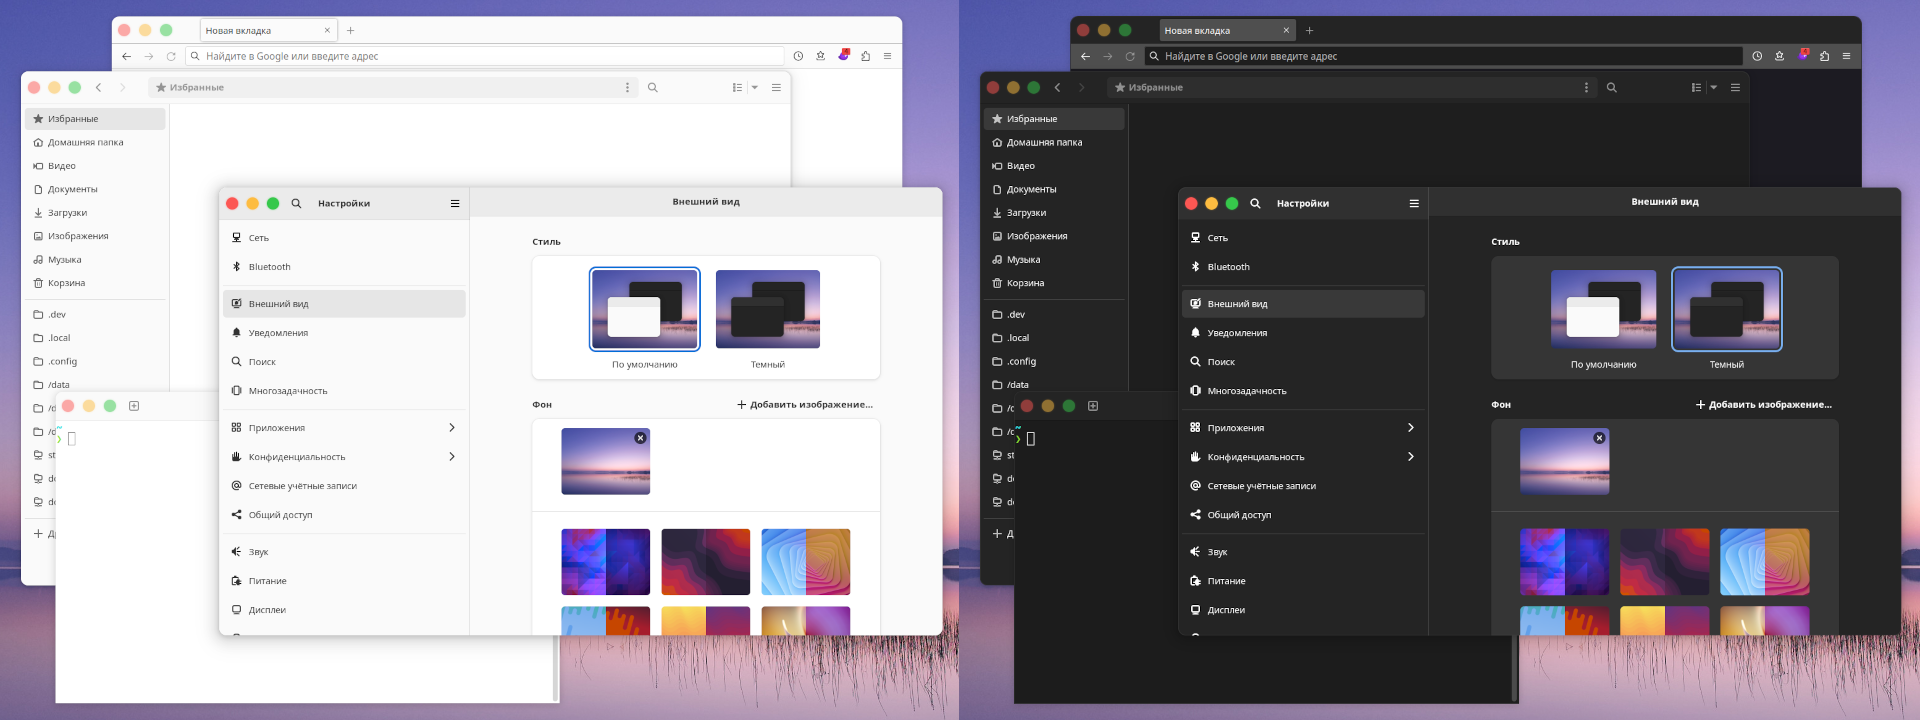 Новая вкладка
Найдите в Google или введите адрес
Избранные
Избранные
Домашняя папка
Видео
Документы
Загрузки
Изображения
Музыка
Корзина
.dev
.local
.config
/data
Настройки
Внешний вид
Сеть
Bluetooth
Внешний вид
Уведомления
Поиск
Многозадачность
Приложения
Конфиденциальность
Сетевые учётные записи
Общий доступ
Звук
Питание
Дисплеи
Стиль
По умолчанию
Темный
Фон
Добавить изображение...
Новая вкладка
Найдите в Google или введите адрес
Избранные
Избранные
Домашняя папка
Видео
Документы
Загрузки
Изображения
Музыка
Корзина
.dev
.local
.config
/data
Настройки
Внешний вид
Сеть
Bluetooth
Внешний вид
Уведомления
Поиск
Многозадачность
Приложения
Конфиденциальность
Сетевые учётные записи
Общий доступ
Звук
Питание
Дисплеи
Стиль
По умолчанию
Темный
Фон
Добавить изображение...